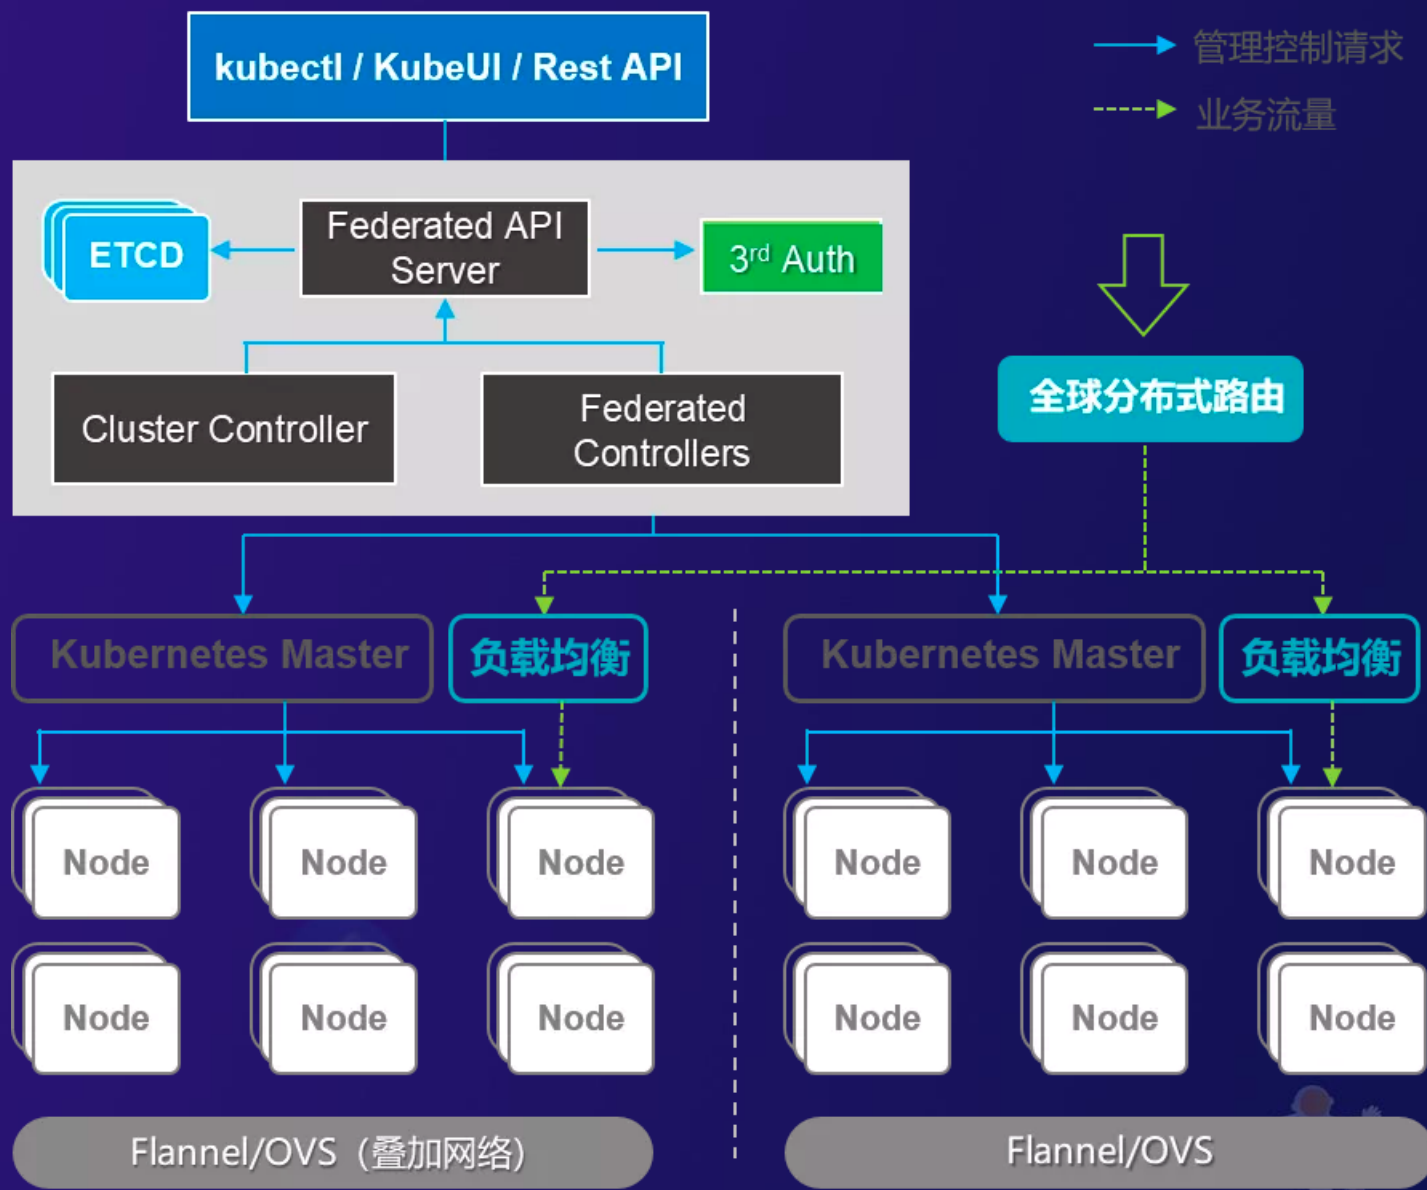 kubectl / KubeUI / Rest API
管理控制请求
业务流量
ETCD
Federated API
Server
3rd Auth
Cluster Controller
Federated
Controllers
全球分布式路由
Kubernetes Master
负载均衡
Kubernetes Master
负载均衡
Node
Node
Node
Node
Node
Node
Node
Node
Node
Node
Node
Node
Flannel/OVS（叠加网络）
Flannel/OVS